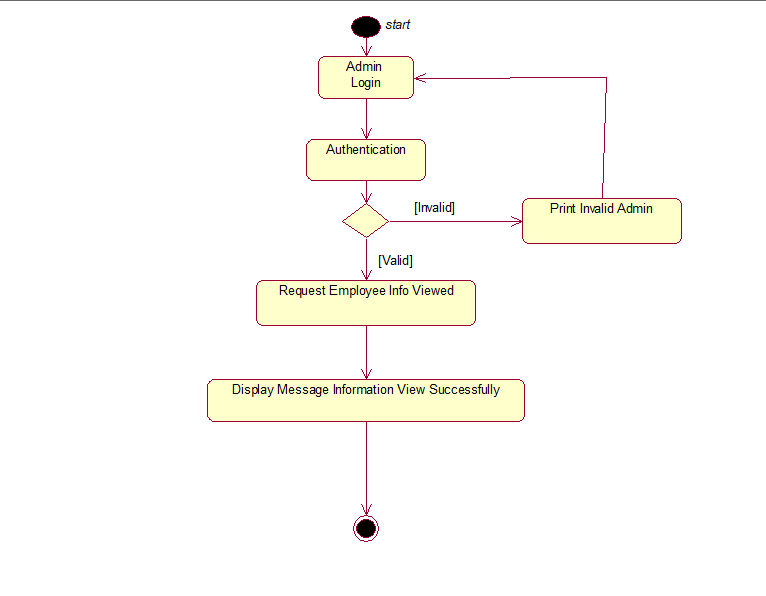 start
Admin
Login
Authentication
[Invalid]
Print Invalid Admin
[Valid]
Request Employee Info Viewed
Display Message Information View Successfully